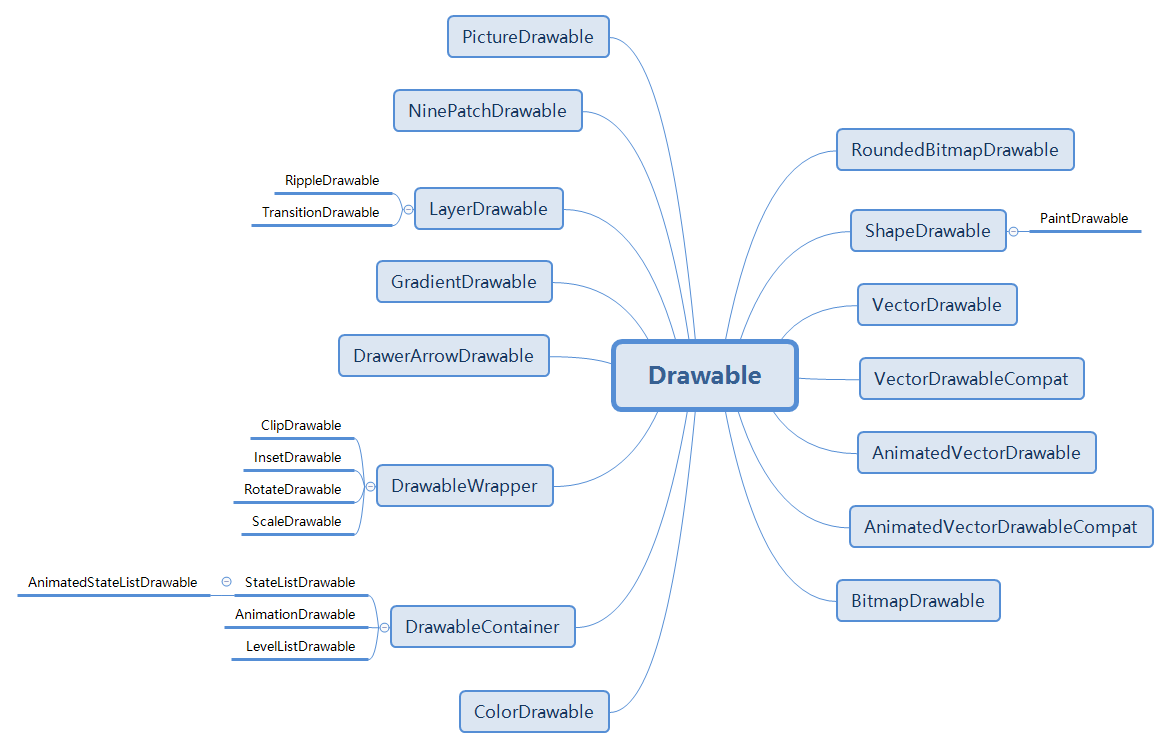 PictureDrawable
NinePatchDrawable
RoundedBitmapDrawable
RippleDrawable
LayerDrawable
TransitionDrawable
ShapeDrawable
PaintDrawable
GradientDrawable
VectorDrawable
DrawerArrowDrawable
Drawable
VectorDrawableCompat
ClipDrawable
InsetDrawable
AnimatedVectorDrawable
DrawableWrapper
RotateDrawable
ScaleDrawable
AnimatedVectorDrawableCompat
AnimatedStateListDrawable
StateListDrawable
BitmapDrawable
AnimationDrawable
DrawableContainer
LevelListDrawable
ColorDrawable